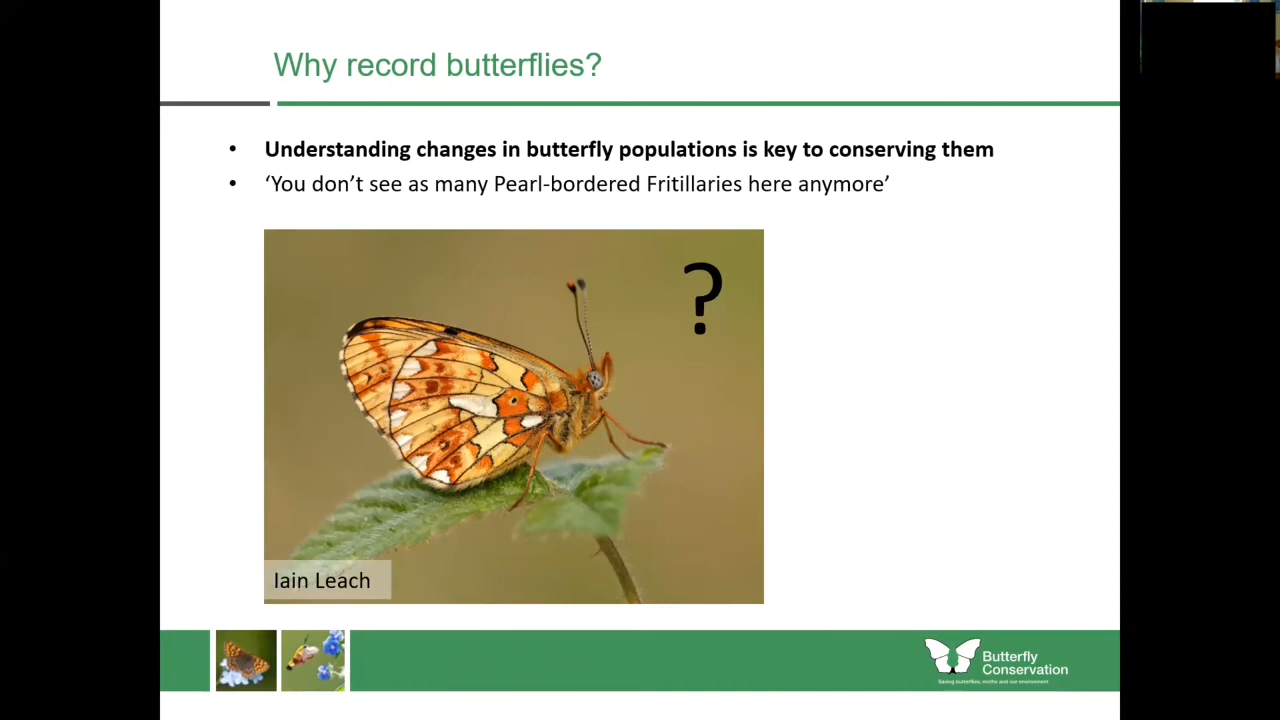 Why record butterflies?
• Understanding changes in butterfly populations is key to conserving them
• ‘You don’t see as many Pearl-bordered Fritillaries here anymore’
?
Iain Leach
Butterfly
Conservation
Saving butterflies, moths and our environment